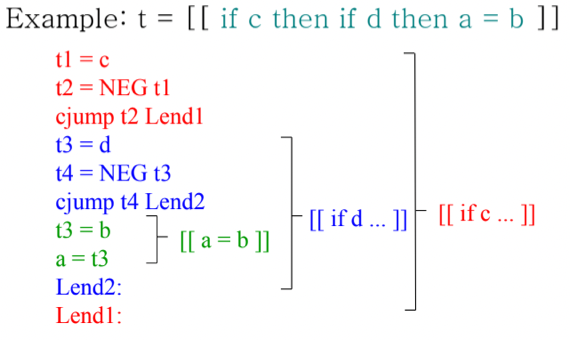 Example: t = [[ if c then if d then a = b ]]
t1 = c
t2 = NEG t1
cjump t2 Lend1
t3 = d
t4 = NEG t3
cjump t4 Lend2
t3 = b
a = t3
Lend2:
Lend1:
[[ a = b ]]
[[ if d ... ]]
[[ if c ... ]]